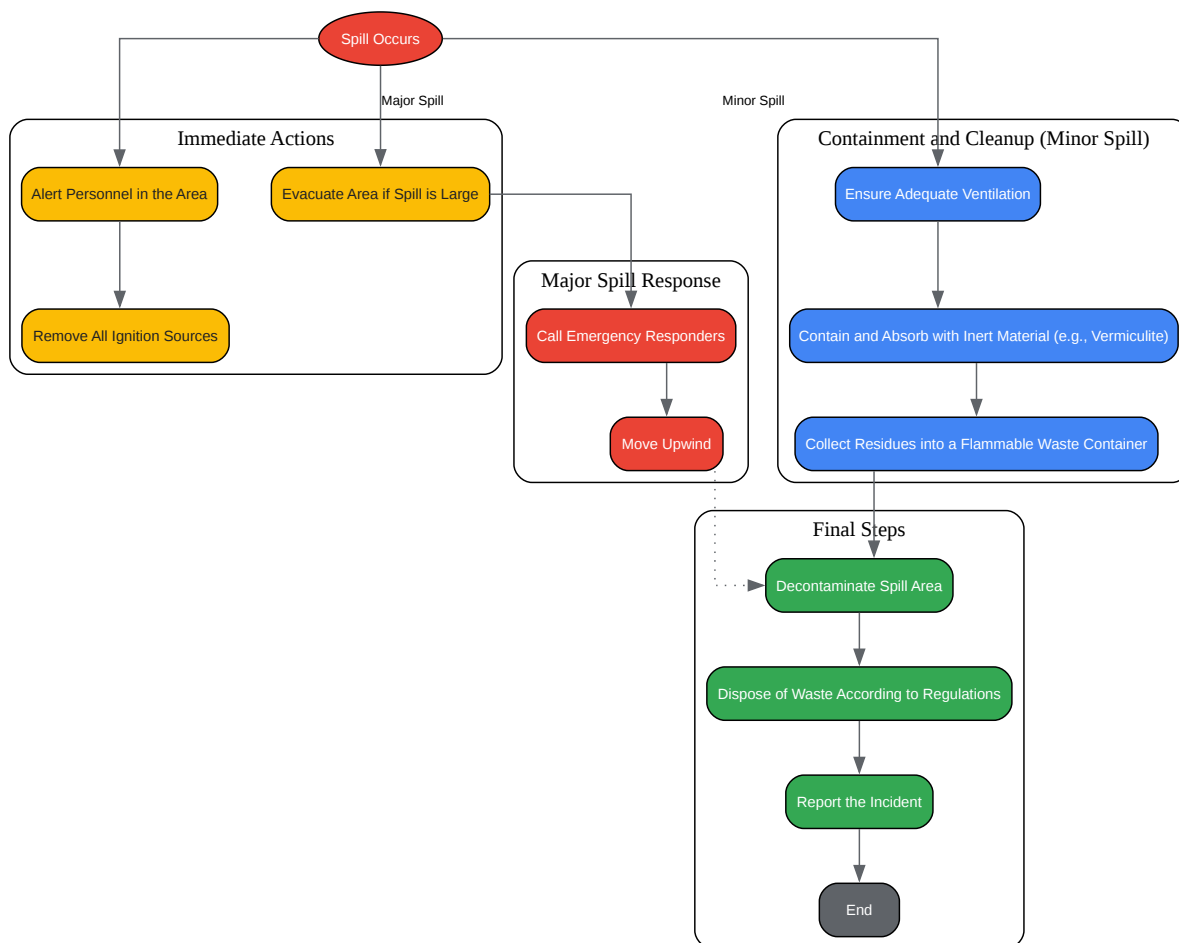 Spill Occurs
Major Spill
Minor Spill
Immediate Actions
Alert Personnel in the Area
Evacuate Area if Spill is Large
Remove All Ignition Sources
Containment and Cleanup (Minor Spill)
Ensure Adequate Ventilation
Contain and Absorb with Inert Material (e.g., Vermiculite)
Collect Residues into a Flammable Waste Container
Major Spill Response
Call Emergency Responders
Move Upwind
Final Steps
Decontaminate Spill Area
Dispose of Waste According to Regulations
Report the Incident
End